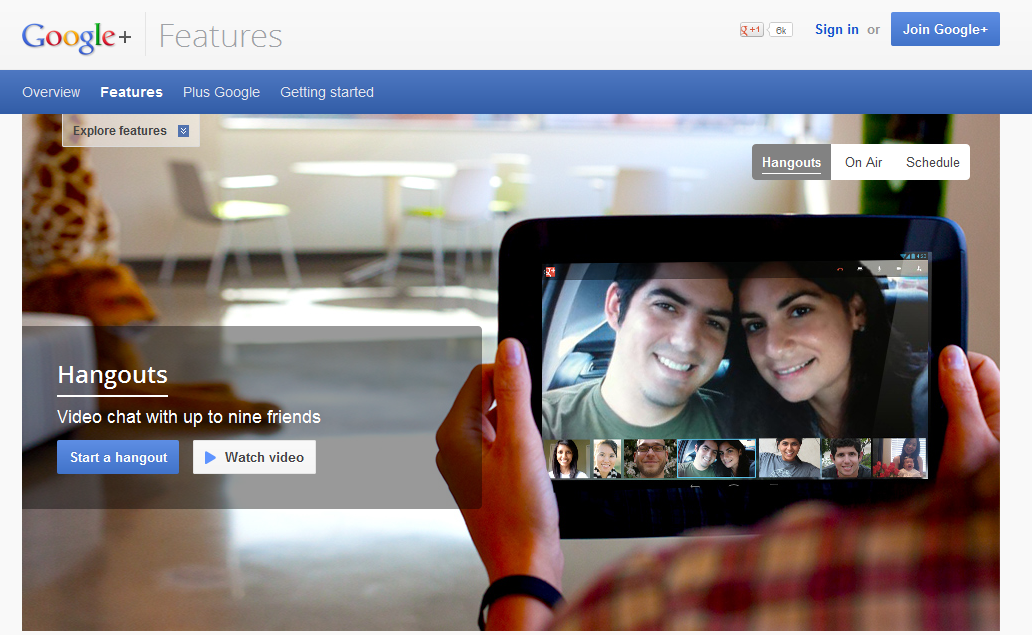 Google+ Features
g+1 6k Sign in or Join Google+
Overview Features Plus Google Getting started
Explore features
Hangouts On Air Schedule
g+
Hangouts
Video chat with up to nine friends
Start a hangout Watch video